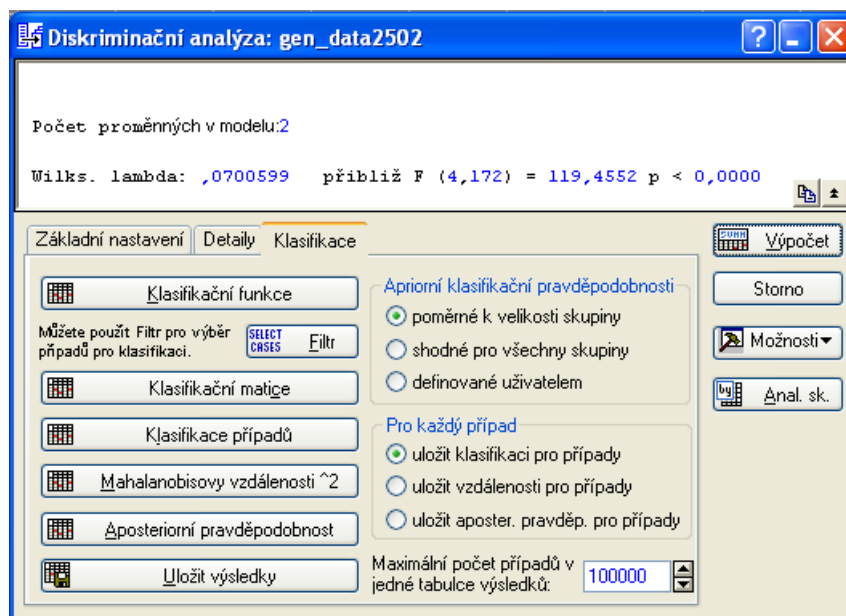 Diskriminační analýza: gen_data2502
Počet proměnných v modelu:2
Wilks. lambda: ,0700599 přibliž F (4,172) = 119,4552 p < 0,0000
Základní nastavení Detaily Klasifikace
Klasifikační funkce
Můžete použít Filtr pro výběr
případů pro klasifikaci.
SELECT
CASES
Filtr
Klasifikační matice
Klasifikace případů
Mahalanobisovy vzdálenosti ^2
Aposteriorní pravděpodobnost
Uložit výsledky
Apriorní klasifikační pravděpodobnosti
poměrné k velikosti skupiny
shodné pro všechny skupiny
definované uživatelem
Pro každý případ
uložit klasifikaci pro případy
uložit vzdálenosti pro případy
uložit aposter. pravděp. pro případy
Maximální počet případů v
jedné tabulce výsledků:
100000
SUMM
Výpočet
Storno
Možnosti
by
Anal. sk.